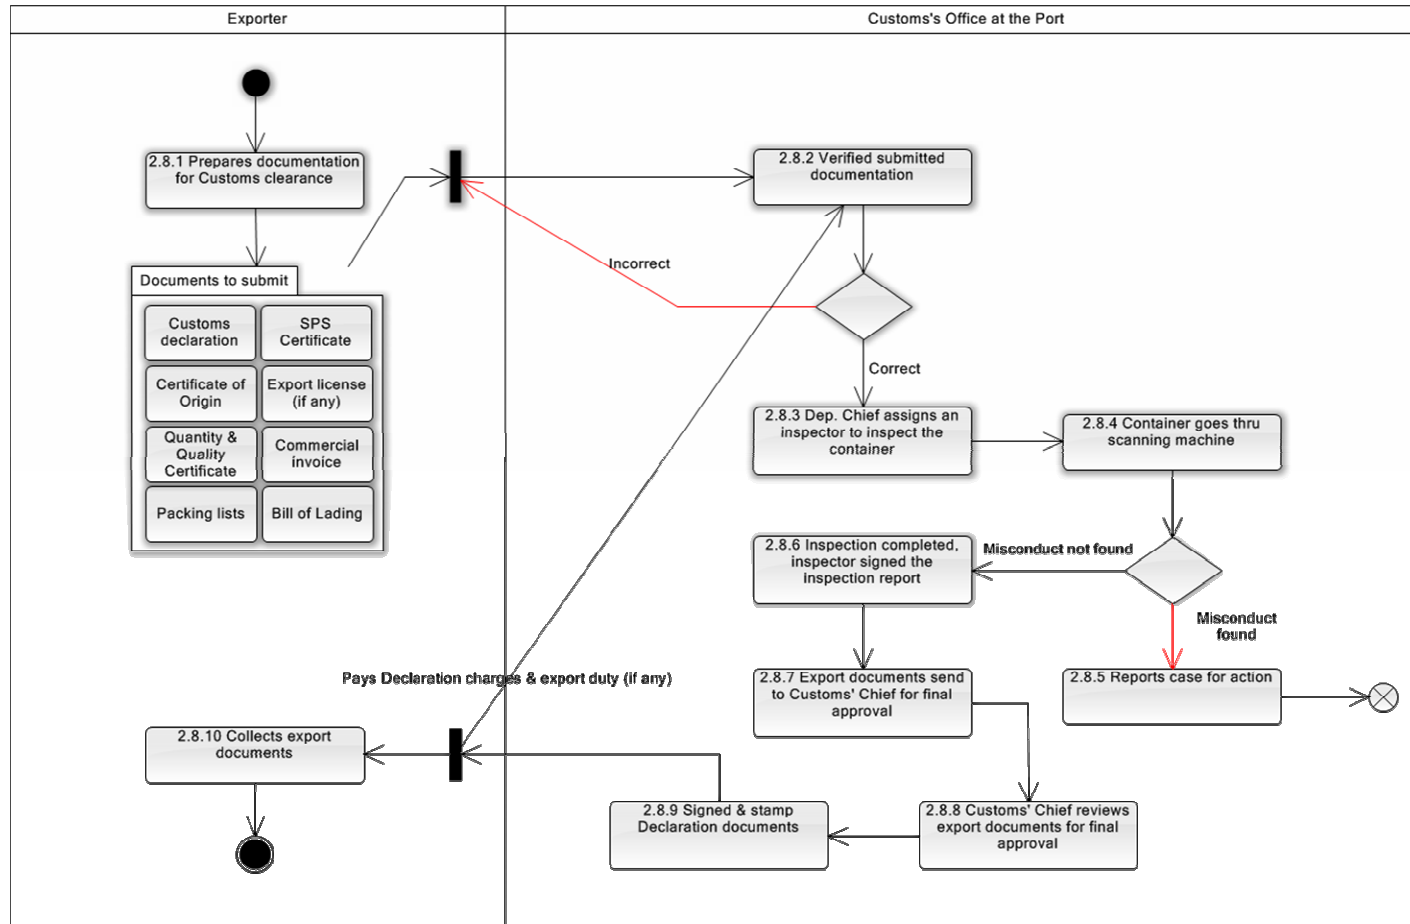 Exporter
Customs's Office at the Port
2.8.1 Prepares documentation
for Customs clearance
2.8.2 Verified submitted
documentation
Documents to submit
Customs
declaration
SPS
Certificate
Certificate of
Origin
Export license
(if any)
Quantity &
Quality
Certificate
Commercial
invoice
Packing lists
Bill of Lading
Incorrect
Correct
2.8.3 Dep. Chief assigns an
inspector to inspect the
container
2.8.4 Container goes thru
scanning machine
2.8.6 Inspection completed,
inspector signed the
inspection report
Misconduct not found
Misconduct
found
2.8.7 Export documents send
to Customs' Chief for final
approval
2.8.5 Reports case for action
Pays Declaration charges & export duty (if any)
2.8.10 Collects export
documents
2.8.9 Signed & stamp
Declaration documents
2.8.8 Customs' Chief reviews
export documents for final
approval